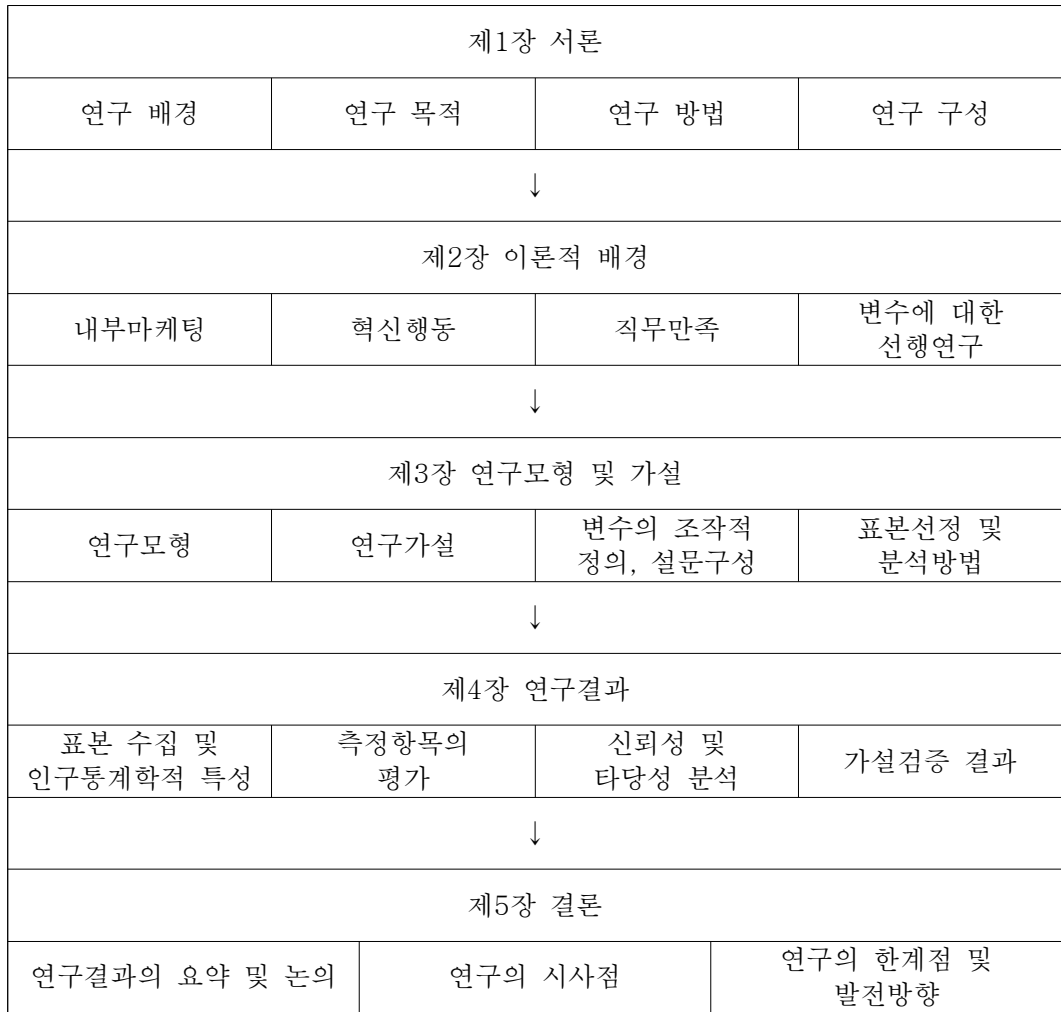 제1장 서론
연구 배경
연구 목적
연구 방법
연구 구성
↓
제2장 이론적 배경
내부마케팅
혁신행동
직무만족
변수에 대한
선행연구
↓
제3장 연구모형 및 가설
연구모형
연구가설
변수의 조작적
정의, 설문구성
표본선정 및
분석방법
↓
제4장 연구결과
표본 수집 및
인구통계학적 특성
측정항목의
평가
신뢰성 및
타당성 분석
가설검증 결과
↓
제5장 결론
연구결과의 요약 및 논의
연구의 시사점
연구의 한계점 및
발전방향